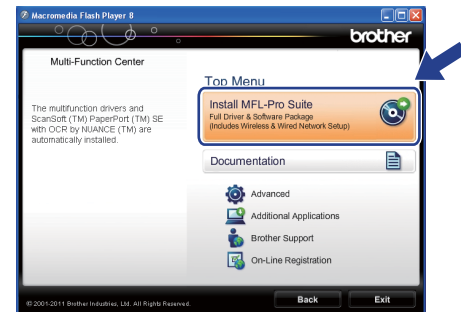 Macromedia Flash Player 8
brother
Multi-Function Center
Top Menu
The multifunction drivers and
ScanSoft (TM) PaperPort (TM) SE
with OCR by NUANCE (TM) are
automatically installed.
Install MFL-Pro Suite
Full Driver & Software Package
(Includes Wireless & Wired Network Setup)
Documentation
Advanced
Additional Applications
Brother Support
On-Line Registration
© 2001-2011 Brother Industries, Ltd. All Rights Reserved.
Back
Exit